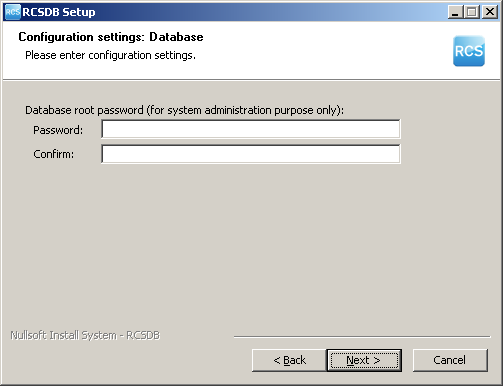 RCSDB Setup
Configuration settings: Database
Please enter configuration settings.
RCS
Database root password (for system administration purpose only):
Password:
Confirm:
Nullsoft Install System - RCSDB
< Back
Next >
Cancel